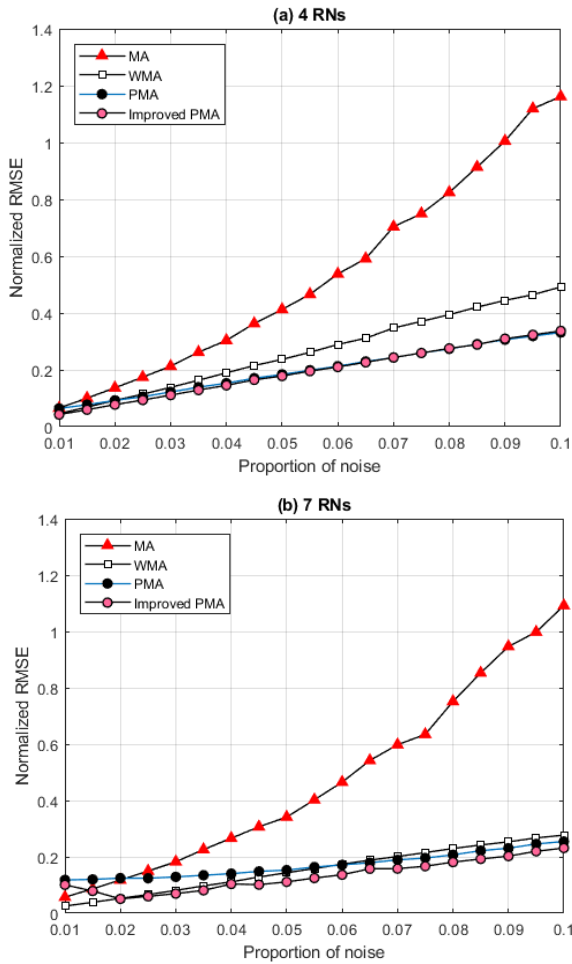 (a) 4 RNs
1.4
1.2
1
0.8
0.6
0.4
0.2
0
Normalized RMSE
MA
WMA
PMA
Improved PMA
0.01 0.02 0.03 0.04 0.05 0.06 0.07 0.08 0.09 0.1
Proportion of noise
(b) 7 RNs
1.4
1.2
1
0.8
0.6
0.4
0.2
0
Normalized RMSE
MA
WMA
PMA
Improved PMA
0.01 0.02 0.03 0.04 0.05 0.06 0.07 0.08 0.09 0.1
Proportion of noise